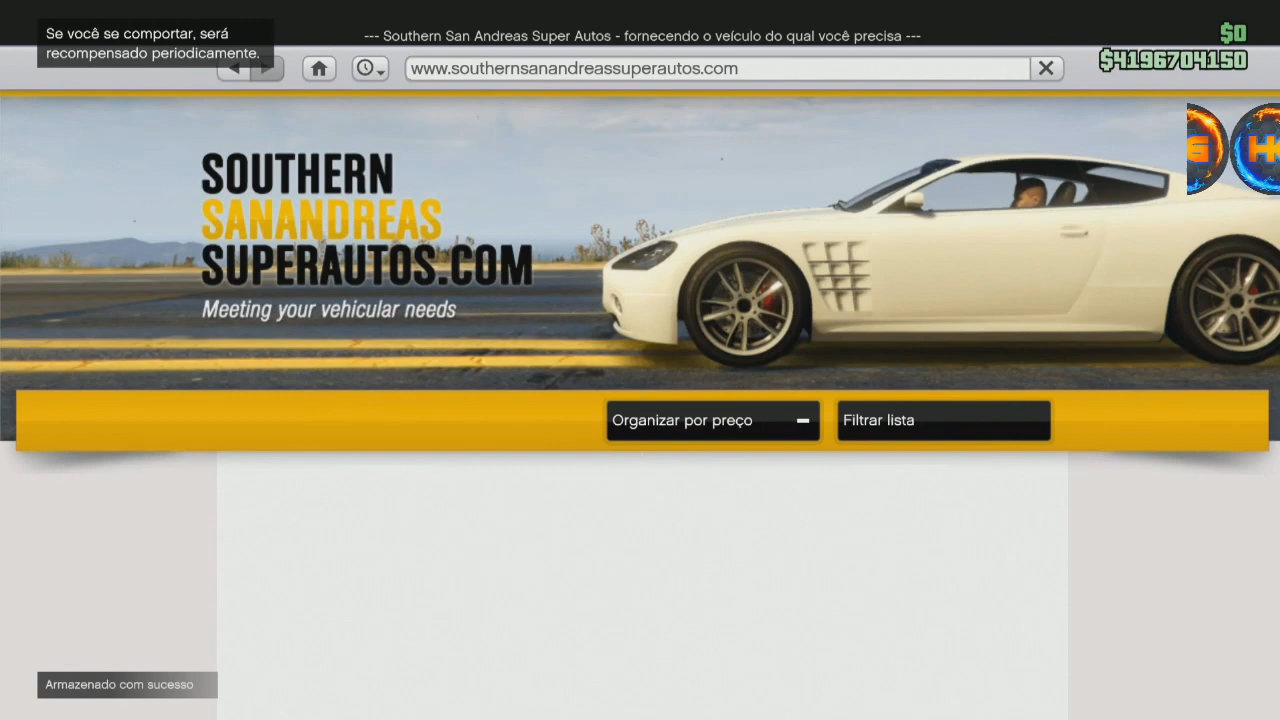 Se você se comportar, será
recompensado periodicamente.
--- Southern San Andreas Super Autos - fornecendo o veículo do qual você precisa ---
$0
$4196704150
www.southernsanandreassuperautos.com
SOUTHERN
SANANDREAS
SUPERAUTOS.COM
Meeting your vehicular needs
G
HG
Organizar por preço
Filtrar lista
Armazenado com sucesso